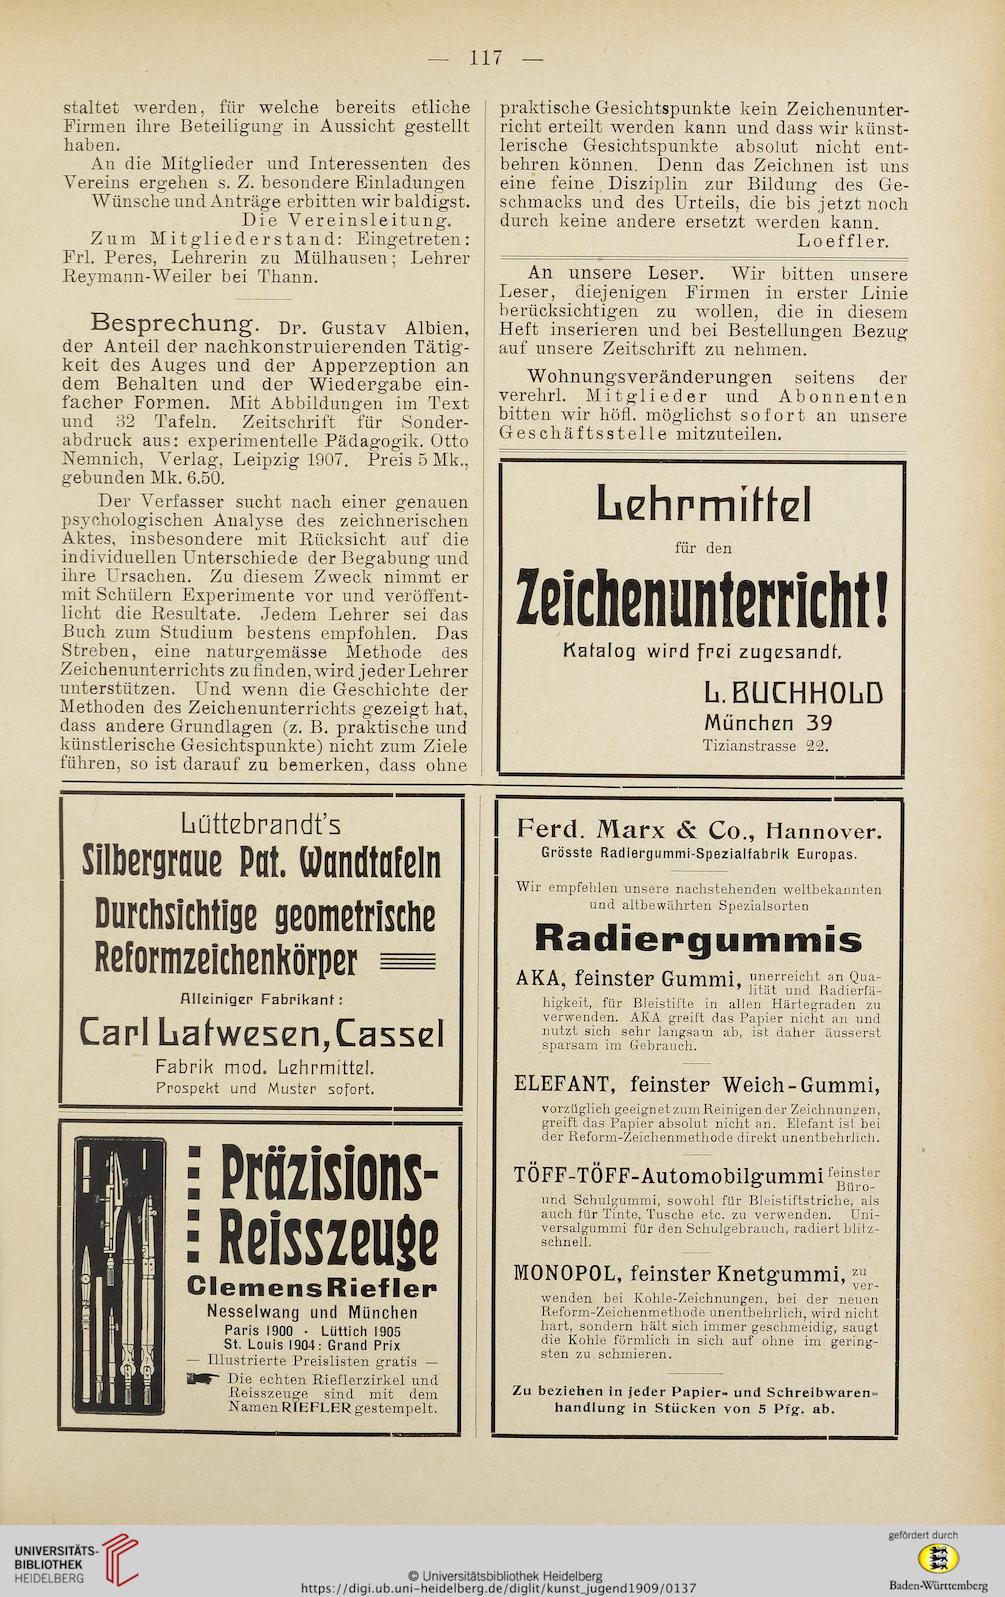 — 117 —
staltet werden, für welche bereits etliche
Firmen ihre Beteiligung in Aussicht gestellt
haben.
An die Mitglieder und Interessenten des
Vereins ergehen s. Z. besondere Einladungen
Wünsche und Anträge erbitten wir baldigst.
Die Vereinsleitung.
Zum Mitgliederstand: Eingetreten:
Frl. Peres, Lehrerin zu Mülhausen; Lehrer
Reymann-Weiler bei Thann.
Besprechung. Dr. Gustav Albien,
der Anteil der nachkonstruierenden Tätig-
keit des Auges und der Apperzeption an
dem Behalten und der Wiedergabe ein-
facher Formen. Mit Abbildungen im Text
und 32 Tafeln. Zeitschrift für Sonder-
abdruck aus: experimentelle Pädagogik. Otto
Nemnich, Verlag, Leipzig 1907. Preis 5 Mk.,
gebunden Mk. 6.50.
Der Verfasser sucht nach einer genauen
psychologischen Analyse des zeichnerischen
Aktes, insbesondere mit Rücksicht auf die
individuellen Unterschiede der Begabung und
ihre Ursachen. Zu diesem Zweck nimmt er
mit Schülern Experimente vor und veröffent-
licht die Resultate. Jedem Lehrer sei das
Buch zum Studium bestens empfohlen. Das
Streben, eine naturgemässe Methode des
Zeichenunterrichts zu finden, wird jeder Lehrer
unterstützen. Und wenn die Geschichte der
Methoden des Zeichenunterrichts gezeigt hat,
dass andere Grundlagen (z. B. praktische und
künstlerische Gesichtspunkte) nicht zum Ziele
führen, so ist darauf zu bemerken, dass ohne
praktische Gesichtspunkte kein Zeichenunter-
richt erteilt werden kann und dass wir künst-
lerische Gesichtspunkte absolut nicht ent-
behren können. Denn das Zeichnen ist uns
eine feine Disziplin zur Bildung des Ge-
schmacks und des Urteils, die bis jetzt noch
durch keine andere ersetzt werden kann.
Loeffler.
An unsere Leser. Wir bitten unsere
Leser, diejenigen Firmen in erster Linie
berücksichtigen zu wollen, die in diesem
Heft inserieren und bei Bestellungen Bezug
auf unsere Zeitschrift zu nehmen.
Wohnungsveränderungen seitens der
verehrl. Mitglieder und Abonnenten
bitten wir höfl. möglichst sofort an unsere
Geschäftsstelle mitzuteilen.
Lehrmittel
für den
Zeichenunterricht!
Katalog wird frei zugesandt.
L. BUCHHOLD
München 39
Tizianstrasse 22.
Lüttebrandt's
Silbergraue Pat. Wandtafeln
Durchsichtige geometrische
Reformzeichenkörper
Alleiniger Fabrikant:
Carl Latwesen, Cassel
Fabrik mod. Lehrmittel.
Prospekt und Muster sofort.
Präzisions-
Reisszeuge
Clemens Riefler
Nesselwang und München
Paris 1900 · Lüttich 1905
St. Louis 1904: Grand Prix
— Illustrierte Preislisten gratis —
Die echten Rieflerzirkel und
Reisszeuge sind mit dem
Namen RIEFLER gestempelt.
Ferd. Marx & Co., Hannover.
Grösste Radiergummi-Spezialfabrik Europas.
Wir empfehlen unsere nachstehenden weltbekannten
und altbewährten Spezialsorten
Radiergummis
AKA, feinster Gummi, unerreicht an Qua-
lität und Radierfä-
higkeit, für Bleistifte in allen Härtegraden zu
verwenden. AKA greift das Papier nicht an und
nutzt sich sehr langsam ab, ist daher äusserst
sparsam im Gebrauch.
ELEFANT, feinster Weich-Gummi,
vorzüglich geeignet zum Reinigen der Zeichnungen,
greift das Papier absolut nicht an. Elefant ist bei
der Reform-Zeichenmethode direkt unentbehrlich.
TÖFF-TÖFF-Automobilgummi feinster
Büro-
und Schulgummi, sowohl für Bleistiftstriche, als
auch für Tinte, Tusche etc. zu verwenden. Uni-
versalgummi für den Schulgebrauch, radiert blitz-
schnell.
MONOPOL, feinster Knetgummi, zu
ver-
wenden bei Kohle-Zeichnungen, bei der neuen
Reform-Zeichenmethode unentbehrlich, wird nicht
hart, sondern hält sich immer geschmeidig, saugt
die Kohle förmlich in sich auf ohne im gering-
sten zu schmieren.
Zu beziehen in jeder Papier- und Schreibwaren-
handlung in Stücken von 5 Pfg. ab.
UNIVERSITÄTS-
BIBLIOTHEK
HEIDELBERG
© Universitätsbibliothek Heidelberg
https://digi.ub.uni-heidelberg.de/diglit/kunst_jugend1909/0137
gefördert durch
Baden-Württemberg